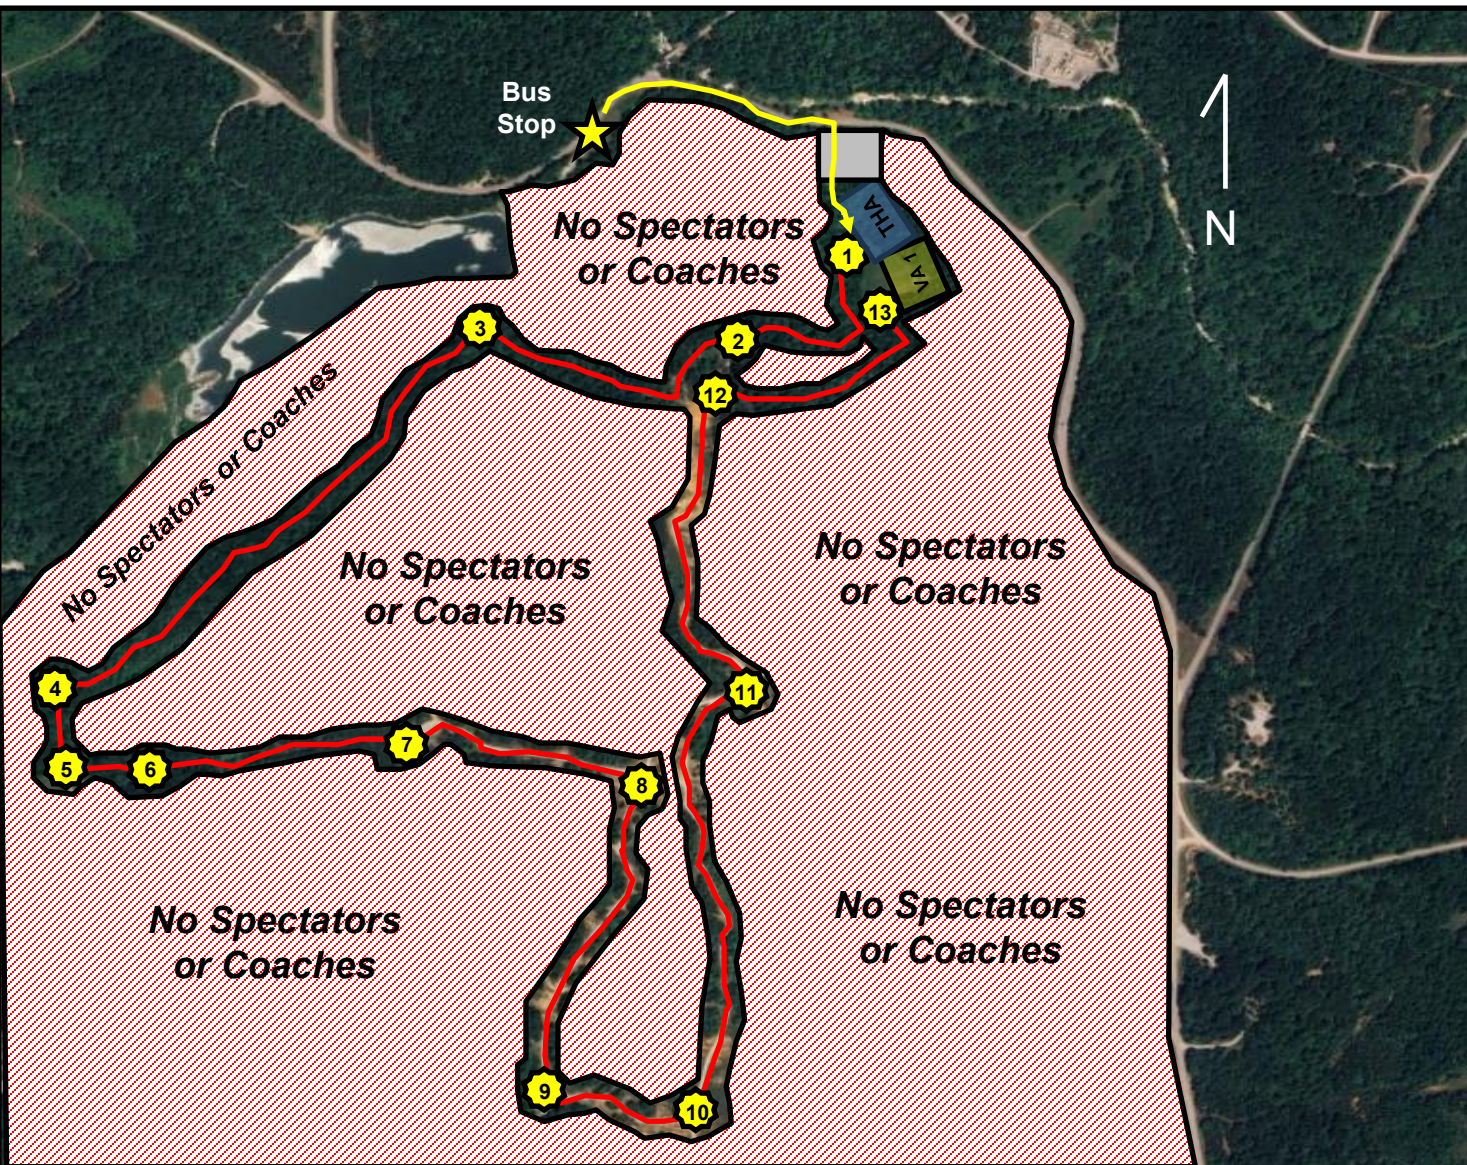 Bus
Stop
N
No Spectators
or Coaches
THA
VA 1
1
13
2
3
12
No Spectators or Coaches
No Spectators
or Coaches
No Spectators
or Coaches
4
11
5
6
7
8
No Spectators
or Coaches
No Spectators
or Coaches
9
10